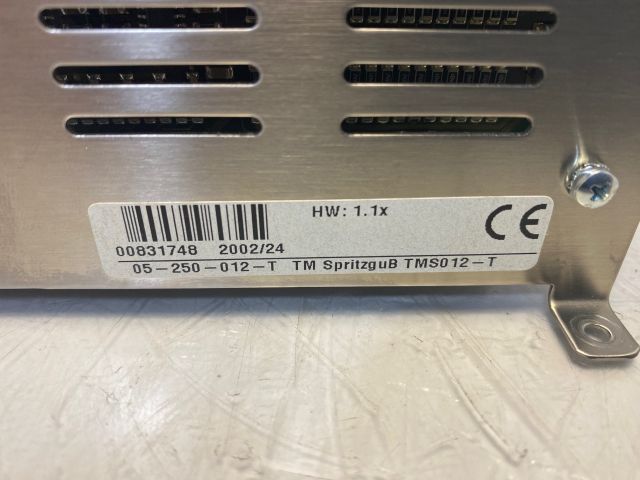 HW: 1.1x
CE
00831748 2002/24
05-250-012-T TM Spritzguß TMS012-T